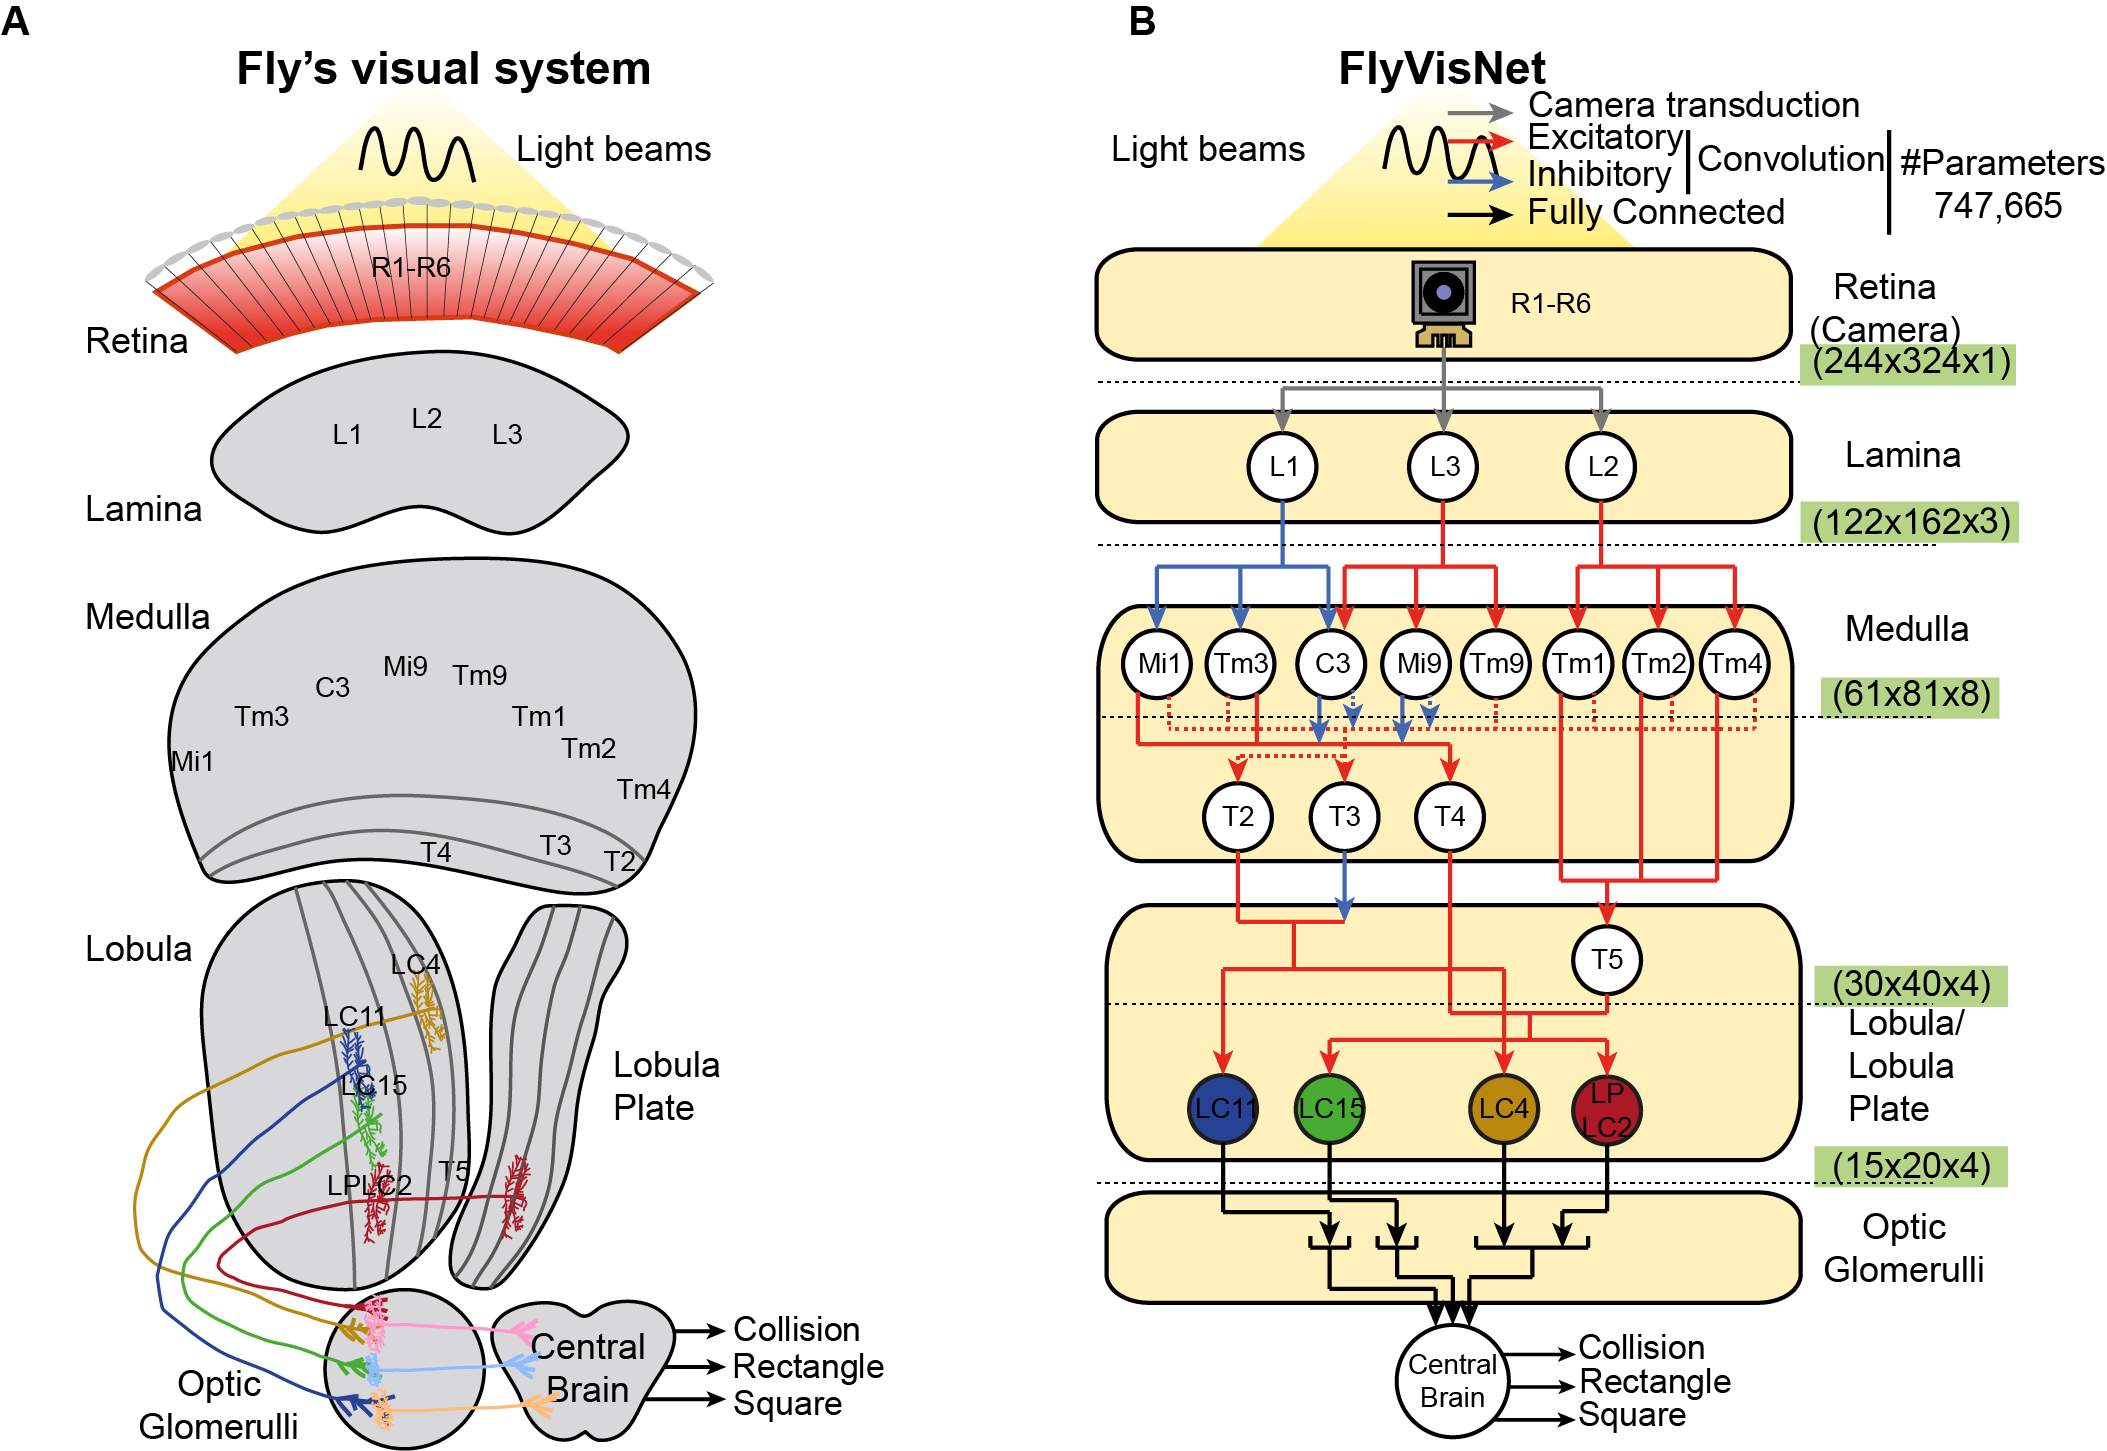 A
Fly's visual system
Light beams
R1-R6
Retina
L1
L2
L3
Lamina
Medulla
Mi1
Tm3
C3
Mi9
Tm9
Tm1
Tm2
Tm4
T4
T3
T2
Lobula
LC4
LC11
LC15
LPLC2
T5
Lobula
Plate
Optic
Glomerulli
Central
Brain
Collision
Rectangle
Square
B
FlyVisNet
Light beams
Camera transduction
Excitatory
Inhibitory
Fully Connected
Convolution
#Parameters
747,665
R1-R6
Retina
(Camera)
(244x324x1)
L1
L3
L2
Lamina
(122x162x3)
Mi1
Tm3
C3
Mi9
Tm9
Tm1
Tm2
Tm4
Medulla
(61x81x8)
T2
T3
T4
T5
(30x40x4)
Lobula/
Lobula
Plate
LC11
LC15
LC4
LP
LC2
(15x20x4)
Optic
Glomerulli
Central
Brain
Collision
Rectangle
Square